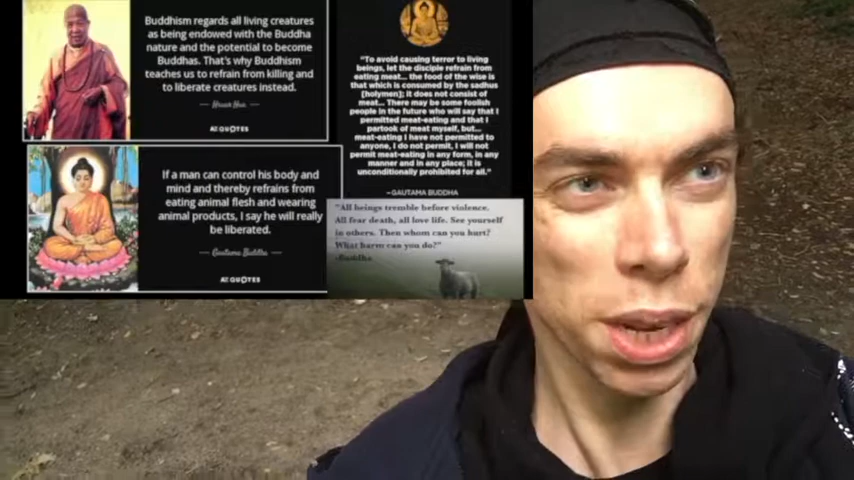 Buddhism regards all living creatures
as being endowed with the Buddha
nature and the potential to become
Buddhas. That's why Buddhism
teaches us to refrain from killing and
to liberate creatures instead.
AZ QUOTES
"To avoid causing terror to living
beings, let the disciple refrain from
eating meat... the food of the wise is
that which is consumed by the sadhus
[holymen]; it does not consist of
meat... There may be some foolish
people in the future who will say that I
permitted meat-eating and that I
partook of meat myself, but...
meat-eating I have not permitted to
anyone, I do not permit, I will not
permit meat-eating in any form, in any
manner and in any place; it is
unconditionally prohibited for all."
~GAUTAMA BUDDHA
If a man can control his body and
mind and thereby refrains from
eating animal flesh and wearing
animal products, I say he will really
be liberated.
Gautama Buddha
AZ QUOTES
"All beings tremble before violence.
All fear death, all love life. See yourself
in others. Then whom can you hurt?
What harm can you do?"
-Buddha